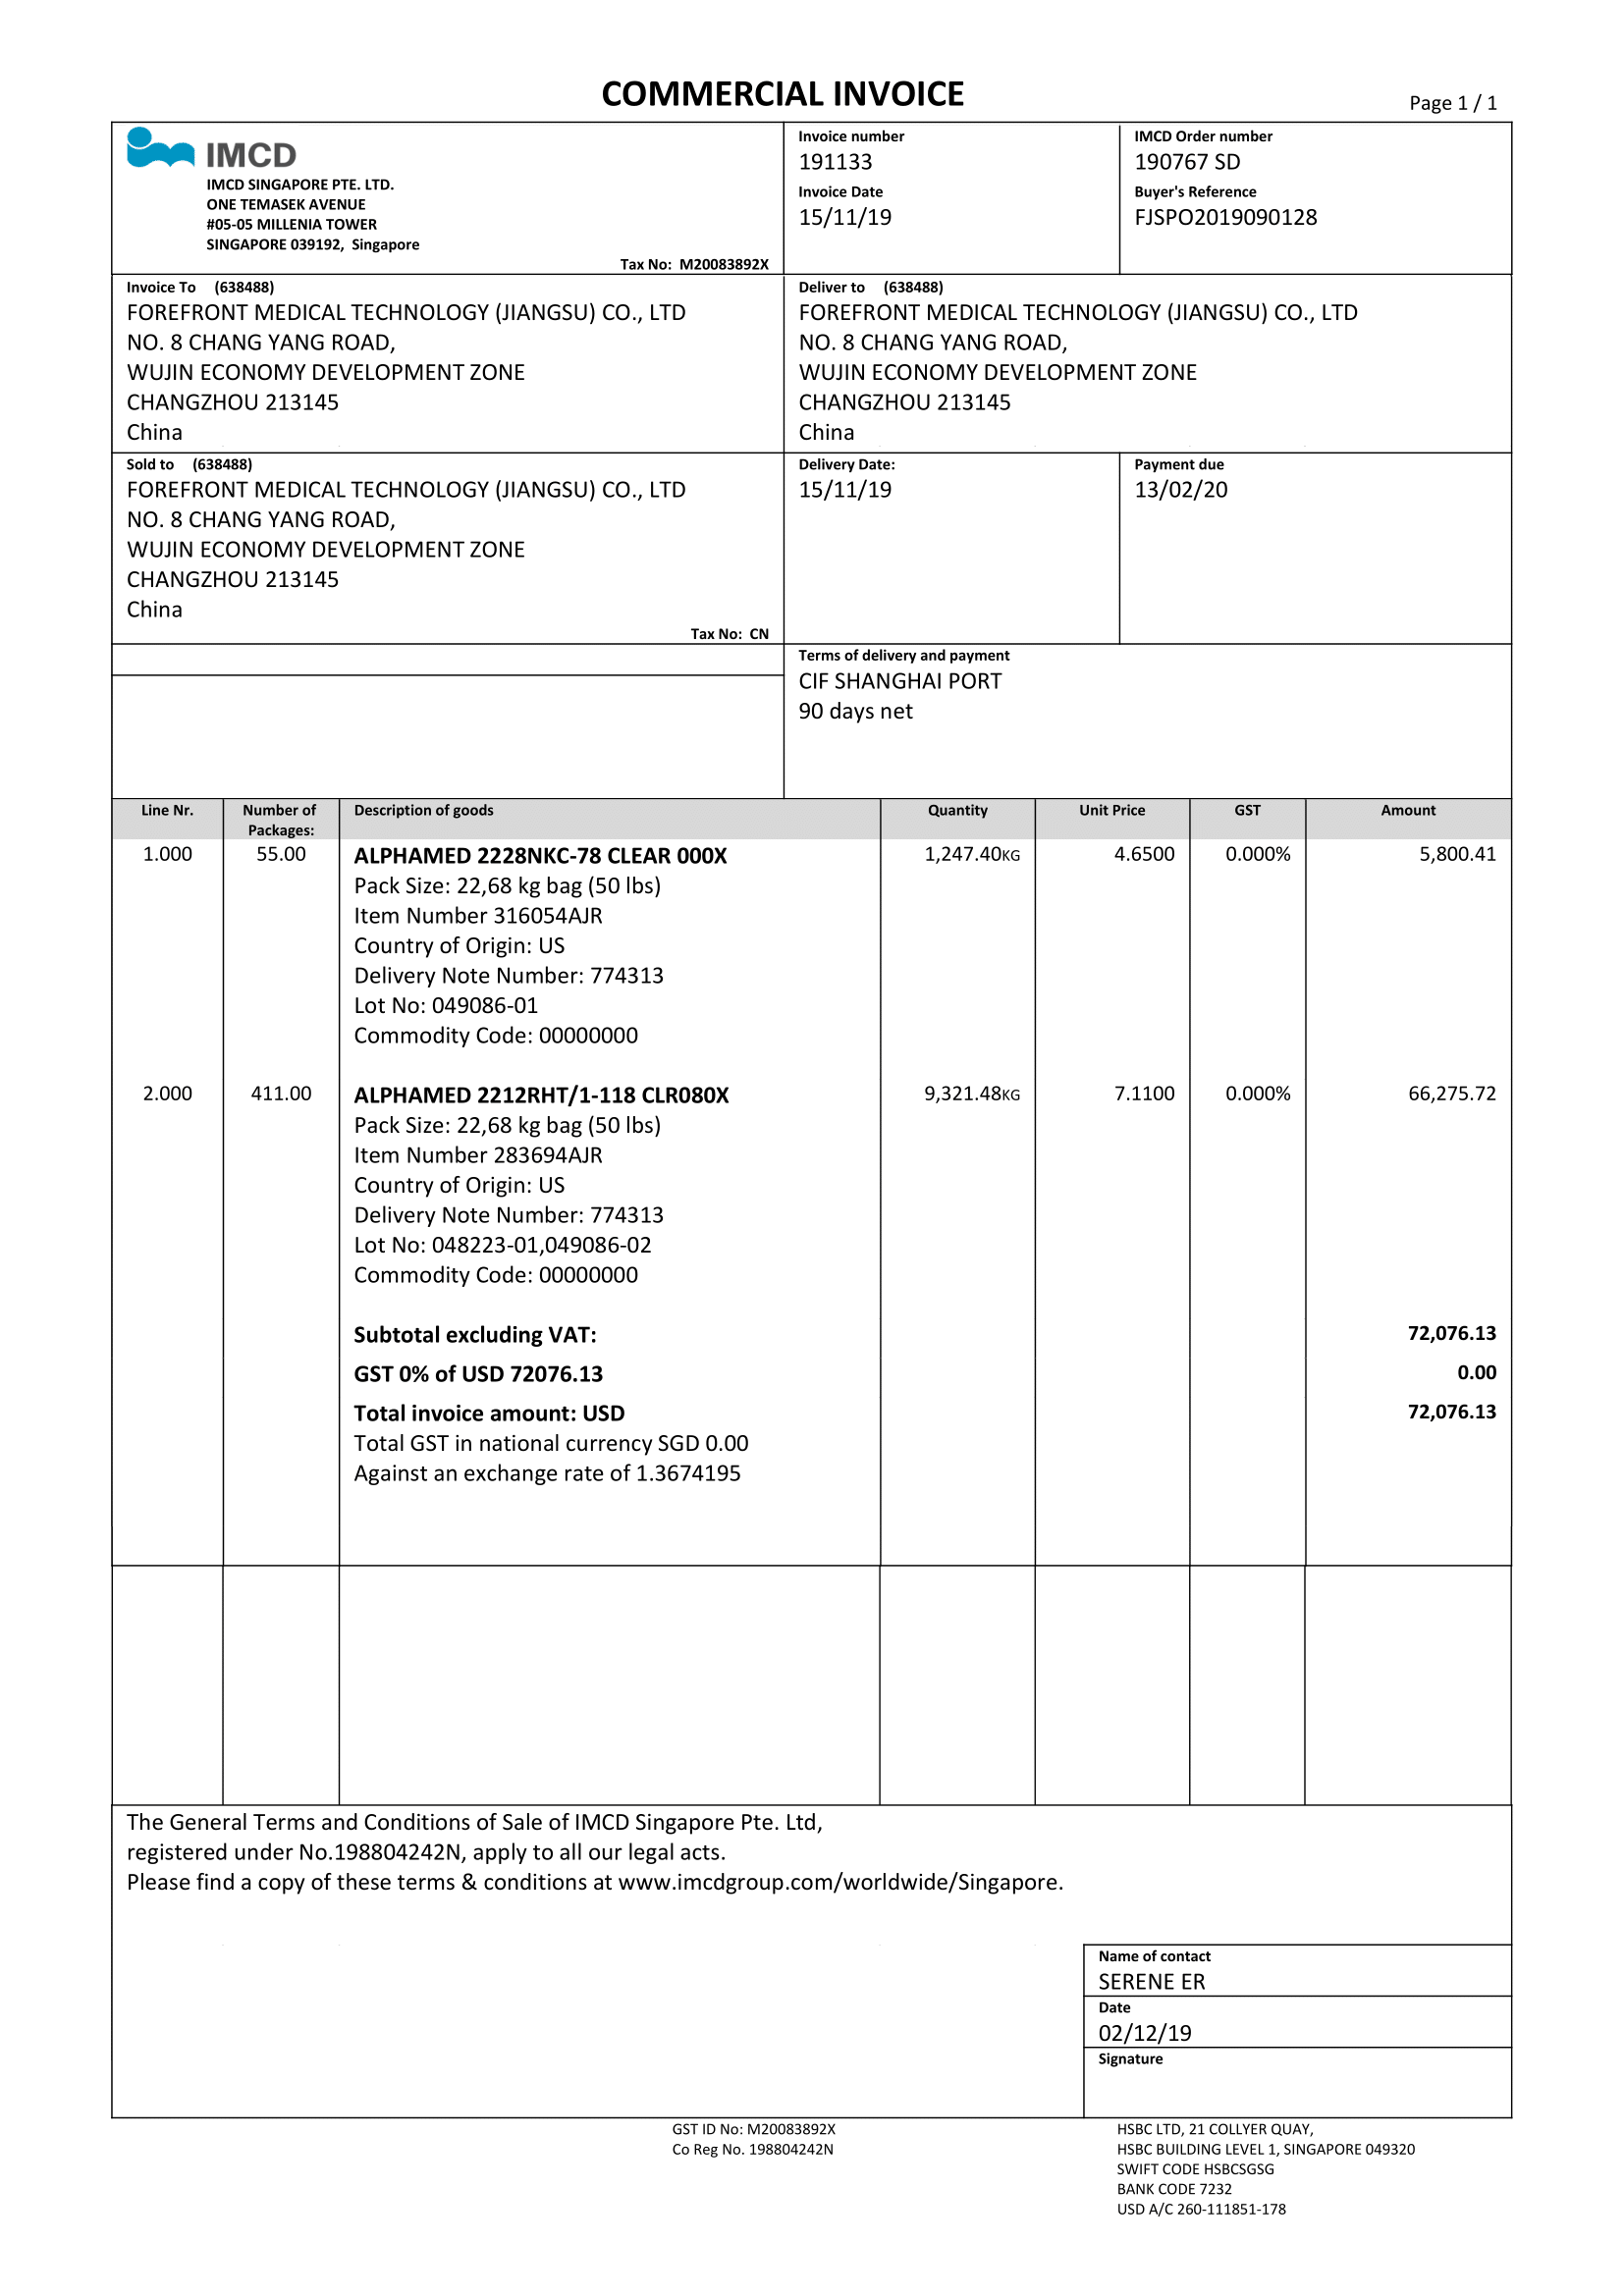 COMMERCIAL INVOICE
Page 1 / 1
IMCD
IMCD SINGAPORE PTE. LTD.
ONE TEMASEK AVENUE
#05-05 MILLENIA TOWER
SINGAPORE 039192, Singapore
Tax No: M20083892X
Invoice number
191133
Invoice Date
15/11/19
IMCD Order number
190767 SD
Buyer's Reference
FJSPO2019090128
Invoice To (638488)
FOREFRONT MEDICAL TECHNOLOGY (JIANGSU) CO., LTD
NO. 8 CHANG YANG ROAD,
WUJIN ECONOMY DEVELOPMENT ZONE
CHANGZHOU 213145
China
Deliver to (638488)
FOREFRONT MEDICAL TECHNOLOGY (JIANGSU) CO., LTD
NO. 8 CHANG YANG ROAD,
WUJIN ECONOMY DEVELOPMENT ZONE
CHANGZHOU 213145
China
Sold to (638488)
FOREFRONT MEDICAL TECHNOLOGY (JIANGSU) CO., LTD
NO. 8 CHANG YANG ROAD,
WUJIN ECONOMY DEVELOPMENT ZONE
CHANGZHOU 213145
China
Tax No: CN
Delivery Date:
15/11/19
Payment due
13/02/20
Terms of delivery and payment
CIF SHANGHAI PORT
90 days net
Line Nr. Number of Packages: Description of goods Quantity Unit Price GST Amount
1.000 55.00 ALPHAMED 2228NKC-78 CLEAR 000X 1,247.40KG 4.6500 0.000% 5,800.41
Pack Size: 22,68 kg bag (50 lbs)
Item Number 316054AJR
Country of Origin: US
Delivery Note Number: 774313
Lot No: 049086-01
Commodity Code: 00000000
2.000 411.00 ALPHAMED 2212RHT/1-118 CLR080X 9,321.48KG 7.1100 0.000% 66,275.72
Pack Size: 22,68 kg bag (50 lbs)
Item Number 283694AJR
Country of Origin: US
Delivery Note Number: 774313
Lot No: 048223-01,049086-02
Commodity Code: 00000000
Subtotal excluding VAT: 72,076.13
GST 0% of USD 72076.13 0.00
Total invoice amount: USD 72,076.13
Total GST in national currency SGD 0.00
Against an exchange rate of 1.3674195
The General Terms and Conditions of Sale of IMCD Singapore Pte. Ltd,
registered under No.198804242N, apply to all our legal acts.
Please find a copy of these terms & conditions at www.imcdgroup.com/worldwide/Singapore.
Name of contact
SERENE ER
Date
02/12/19
Signature
GST ID No: M20083892X
Co Reg No. 198804242N
HSBC LTD, 21 COLLYER QUAY,
HSBC BUILDING LEVEL 1, SINGAPORE 049320
SWIFT CODE HSBCSGSG
BANK CODE 7232
USD A/C 260-111851-178